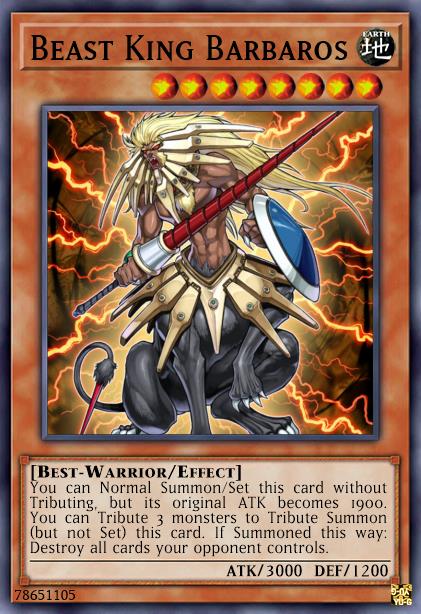 BEAST KING BARBAROS
EARTH
地
[BEST-WARRIOR/EFFECT]
You can Normal Summon/Set this card without
Tributing, but its original ATK becomes 1900.
You can Tribute 3 monsters to Tribute Summon
(but not Set) this card. If Summoned this way:
Destroy all cards your opponent controls.
ATK/3000 DEF/1200
78651105